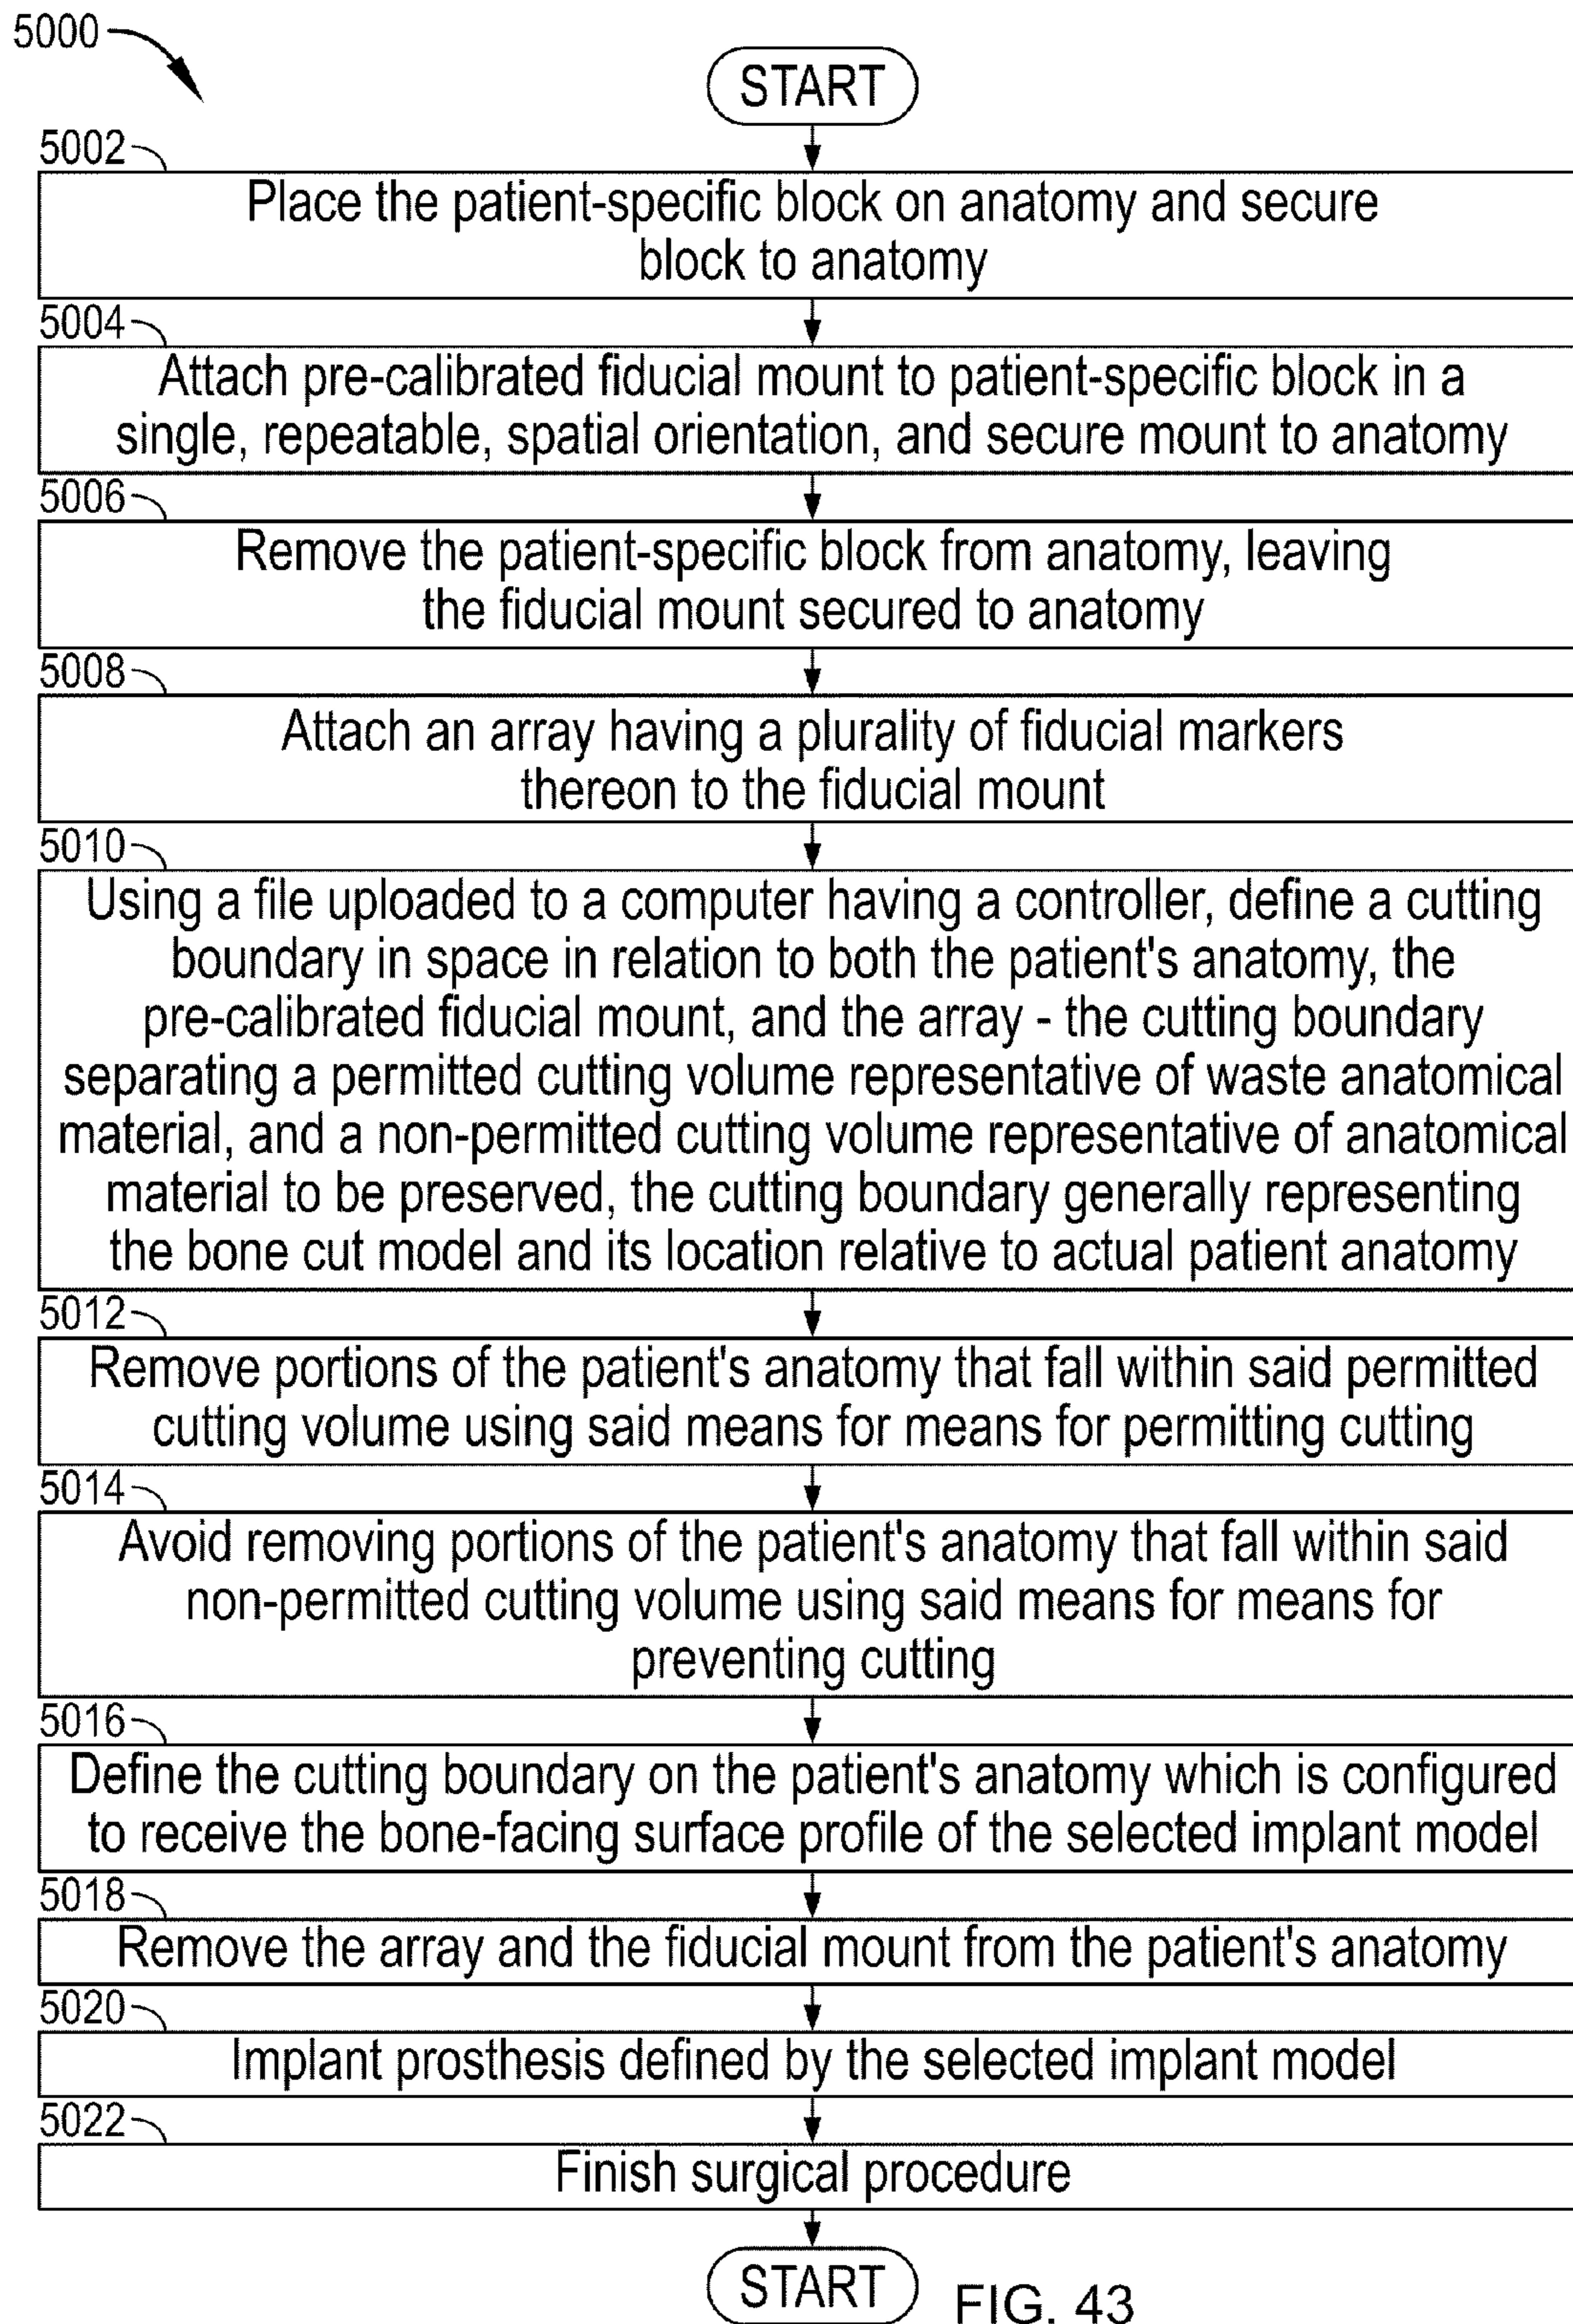 5000
START
5002
Place the patient-specific block on anatomy and secure
block to anatomy
5004
Attach pre-calibrated fiducial mount to patient-specific block in a
single, repeatable, spatial orientation, and secure mount to anatomy
5006
Remove the patient-specific block from anatomy, leaving
the fiducial mount secured to anatomy
5008
Attach an array having a plurality of fiducial markers
thereon to the fiducial mount
5010
Using a file uploaded to a computer having a controller, define a cutting
boundary in space in relation to both the patient's anatomy, the
pre-calibrated fiducial mount, and the array - the cutting boundary
separating a permitted cutting volume representative of waste anatomical
material, and a non-permitted cutting volume representative of anatomical
material to be preserved, the cutting boundary generally representing
the bone cut model and its location relative to actual patient anatomy
5012
Remove portions of the patient's anatomy that fall within said permitted
cutting volume using said means for means for permitting cutting
5014
Avoid removing portions of the patient's anatomy that fall within said
non-permitted cutting volume using said means for means for
preventing cutting
5016
Define the cutting boundary on the patient's anatomy which is configured
to receive the bone-facing surface profile of the selected implant model
5018
Remove the array and the fiducial mount from the patient's anatomy
5020
Implant prosthesis defined by the selected implant model
5022
Finish surgical procedure
START
FIG. 43